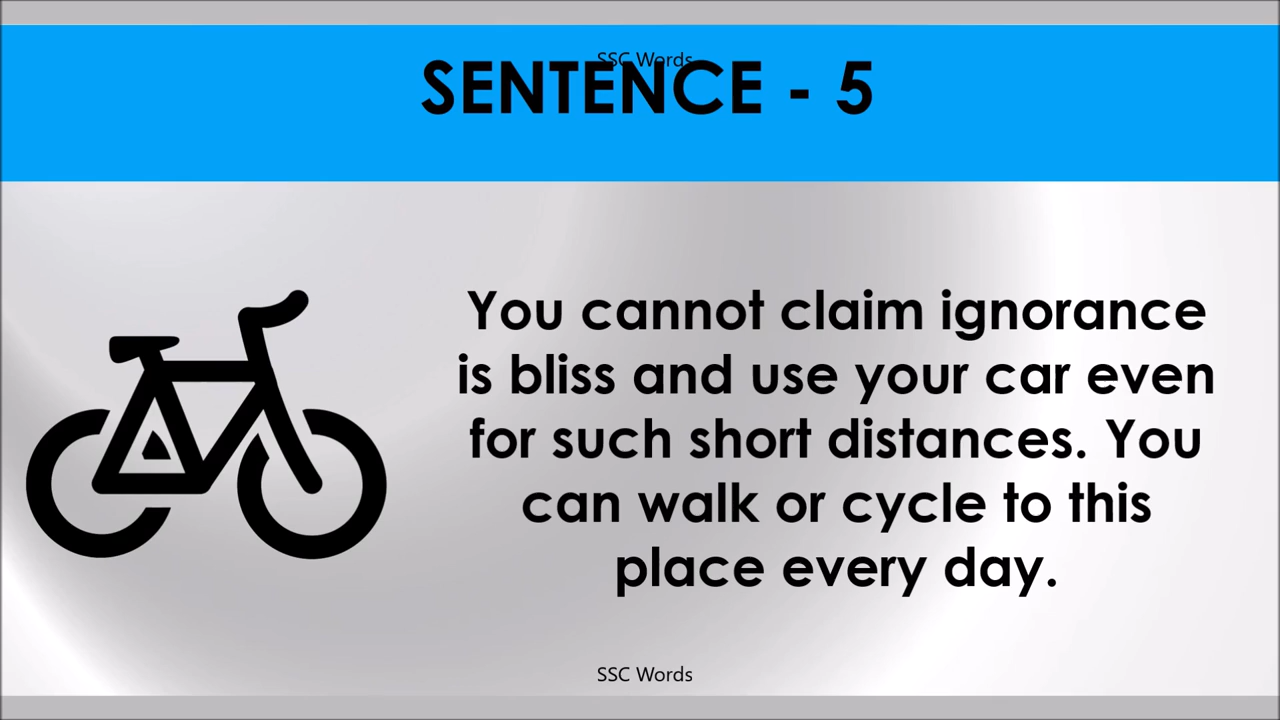 SSC Words
SENTENCE - 5
You cannot claim ignorance
is bliss and use your car even
for such short distances. You
can walk or cycle to this
place every day.
SSC Words